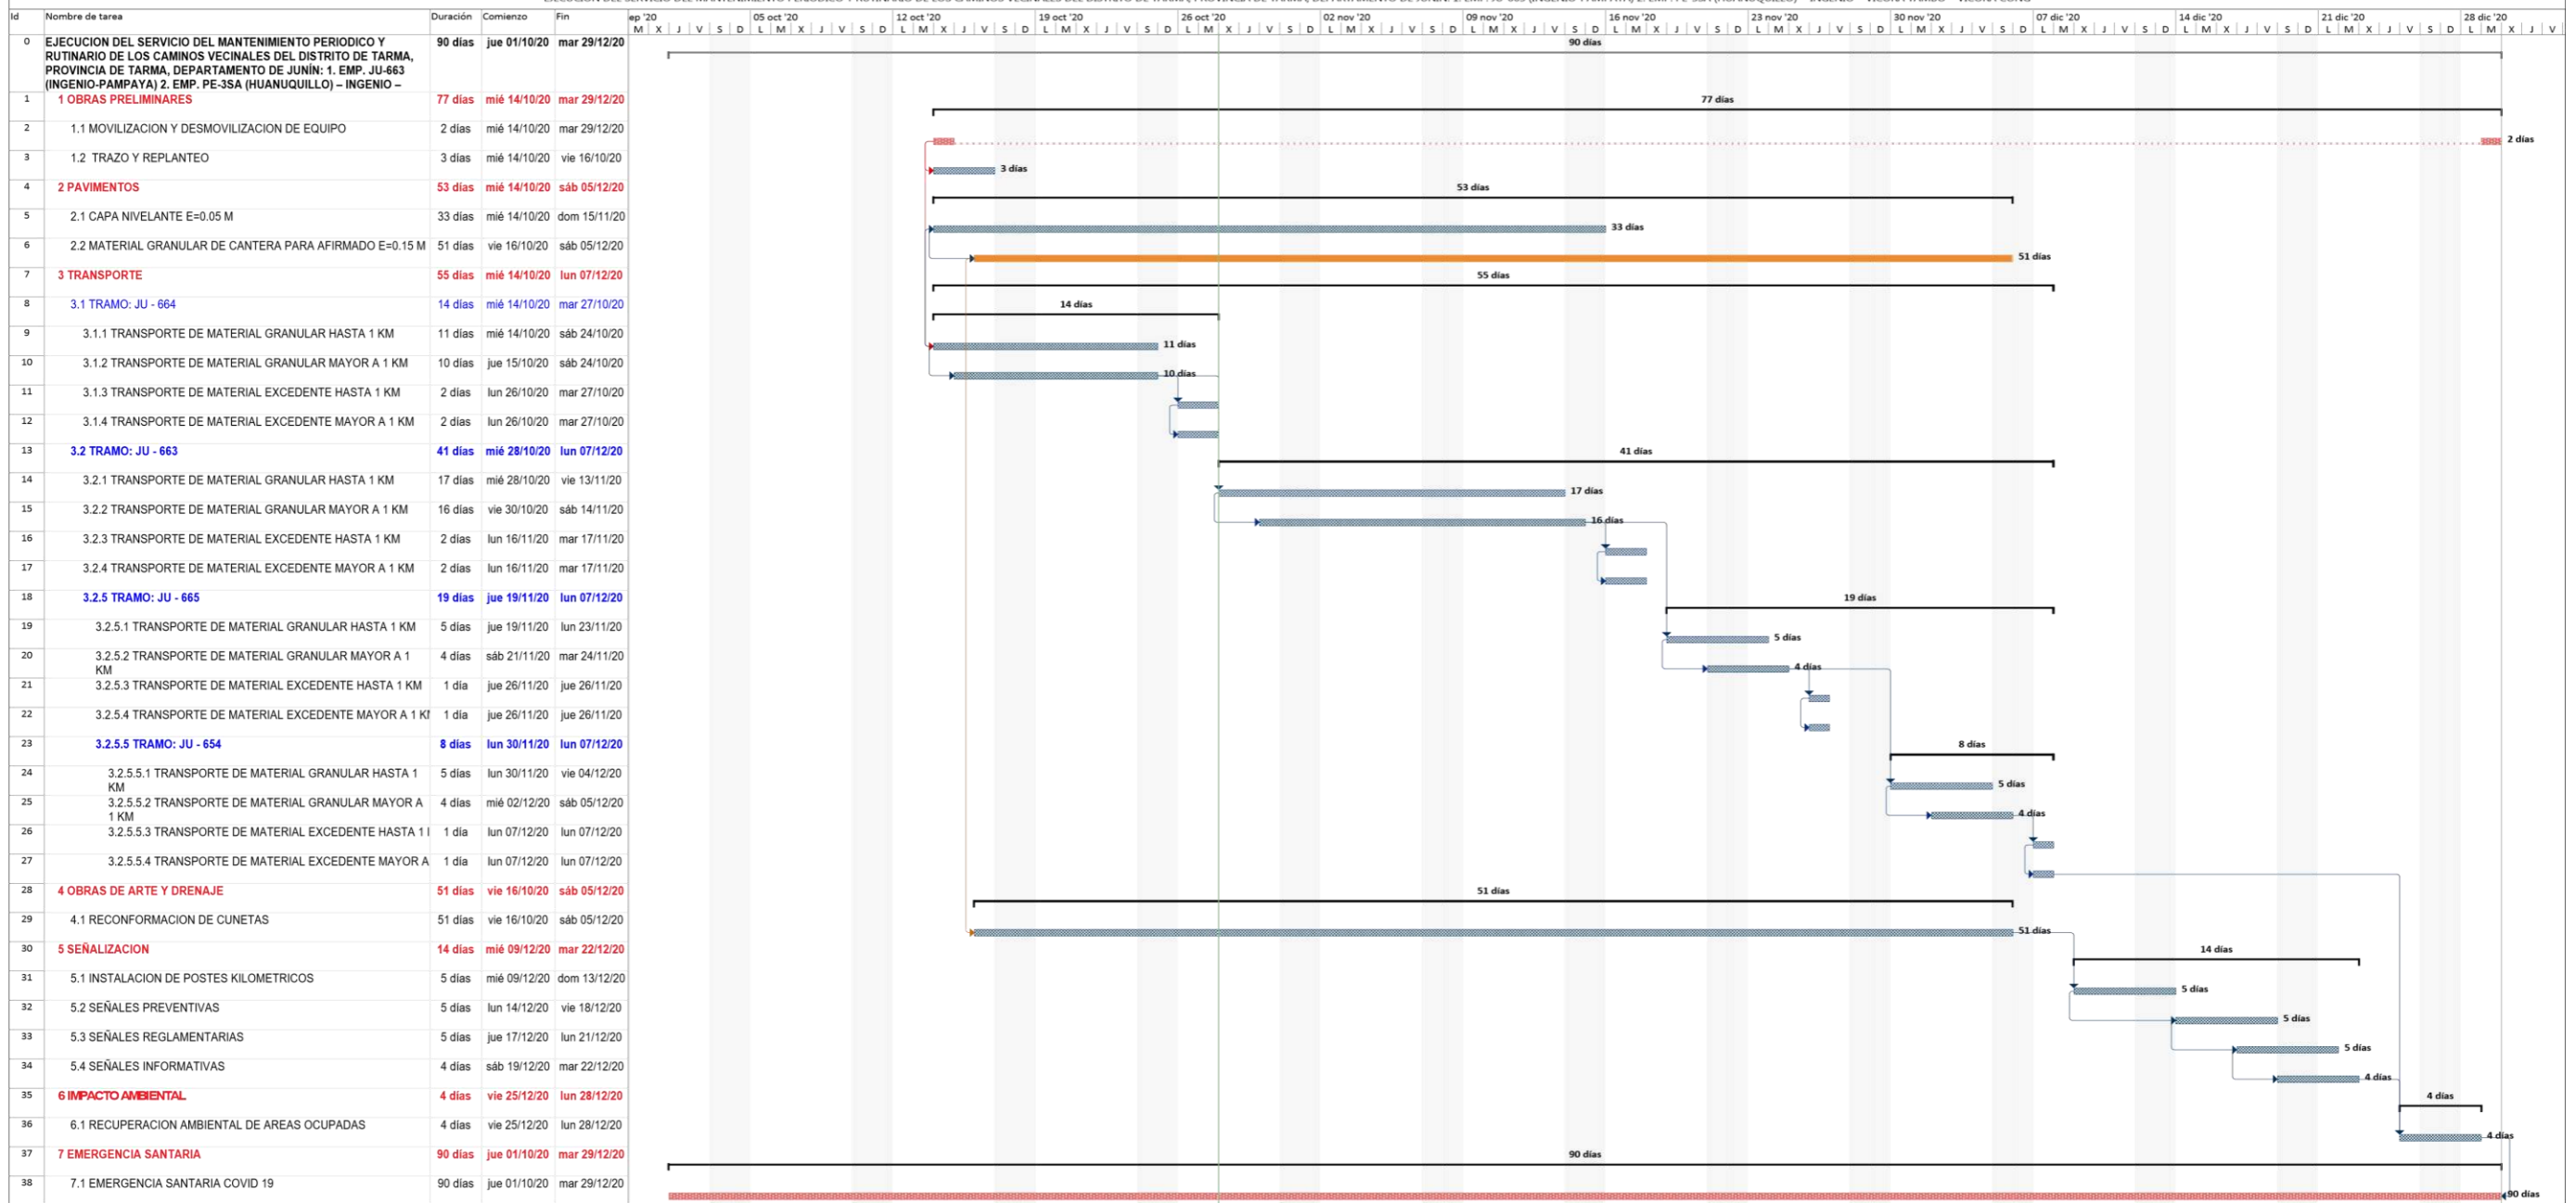 Id Nombre de tarea Duración Comienzo Fin ep '20 05 oct '20 12 oct '20 19 oct '20 26 oct '20 02 nov '20 09 nov '20 16 nov '20 23 nov '20 30 nov '20 07 dic '20 14 dic '20 21 dic '20 28 dic '20
M X J V S D L M X J V S D L M X J V S D L M X J V S D L M X J V S D L M X J V S D L M X J V S D L M X J V S D L M X J V S D L M X J V S D L M X J V S D L M X J V S D L M X J V S D L M X J V S D L M X J V
0 EJECUCION DEL SERVICIO DEL MANTENIMIENTO PERIODICO Y 90 días jue 01/10/20 mar 29/12/20 90 días
RUTINARIO DE LOS CAMINOS VECINALES DEL DISTRITO DE TARMA,
PROVINCIA DE TARMA, DEPARTAMENTO DE JUNÍN: 1. EMP. JU-663
(INGENIO-PAMPAYA) 2. EMP. PE-3SA (HUANUQUILLO) – INGENIO –
1 1 OBRAS PRELIMINARES 77 días mié 14/10/20 mar 29/12/20 77 días
2 1.1 MOVILIZACION Y DESMOVILIZACION DE EQUIPO 2 días mié 14/10/20 mar 29/12/20 2 días
3 1.2 TRAZO Y REPLANTEO 3 días mié 14/10/20 vie 16/10/20 3 días
4 2 PAVIMENTOS 53 días mié 14/10/20 sáb 05/12/20 53 días
5 2.1 CAPA NIVELANTE E=0.05 M 33 días mié 14/10/20 dom 15/11/20 33 días
6 2.2 MATERIAL GRANULAR DE CANTERA PARA AFIRMADO E=0.15 M 51 días vie 16/10/20 sáb 05/12/20 51 días
7 3 TRANSPORTE 55 días mié 14/10/20 lun 07/12/20 55 días
8 3.1 TRAMO: JU - 664 14 días mié 14/10/20 mar 27/10/20 14 días
9 3.1.1 TRANSPORTE DE MATERIAL GRANULAR HASTA 1 KM 11 días mié 14/10/20 sáb 24/10/20 11 días
10 3.1.2 TRANSPORTE DE MATERIAL GRANULAR MAYOR A 1 KM 10 días jue 15/10/20 sáb 24/10/20 10 días
11 3.1.3 TRANSPORTE DE MATERIAL EXCEDENTE HASTA 1 KM 2 días lun 26/10/20 mar 27/10/20
12 3.1.4 TRANSPORTE DE MATERIAL EXCEDENTE MAYOR A 1 KM 2 días lun 26/10/20 mar 27/10/20
13 3.2 TRAMO: JU - 663 41 días mié 28/10/20 lun 07/12/20 41 días
14 3.2.1 TRANSPORTE DE MATERIAL GRANULAR HASTA 1 KM 17 días mié 28/10/20 vie 13/11/20 17 días
15 3.2.2 TRANSPORTE DE MATERIAL GRANULAR MAYOR A 1 KM 16 días vie 30/10/20 sáb 14/11/20 16 días
16 3.2.3 TRANSPORTE DE MATERIAL EXCEDENTE HASTA 1 KM 2 días lun 16/11/20 mar 17/11/20
17 3.2.4 TRANSPORTE DE MATERIAL EXCEDENTE MAYOR A 1 KM 2 días lun 16/11/20 mar 17/11/20
18 3.2.5 TRAMO: JU - 665 19 días jue 19/11/20 lun 07/12/20 19 días
19 3.2.5.1 TRANSPORTE DE MATERIAL GRANULAR HASTA 1 KM 5 días jue 19/11/20 lun 23/11/20 5 días
20 3.2.5.2 TRANSPORTE DE MATERIAL GRANULAR MAYOR A 1 4 días sáb 21/11/20 mar 24/11/20 4 días
KM
21 3.2.5.3 TRANSPORTE DE MATERIAL EXCEDENTE HASTA 1 KM 1 día jue 26/11/20 jue 26/11/20
22 3.2.5.4 TRANSPORTE DE MATERIAL EXCEDENTE MAYOR A 1 1 día jue 26/11/20 jue 26/11/20
23 3.2.5.5 TRAMO: JU - 654 8 días lun 30/11/20 lun 07/12/20 8 días
24 3.2.5.5.1 TRANSPORTE DE MATERIAL GRANULAR HASTA 1 5 días lun 30/11/20 vie 04/12/20 5 días
KM
25 3.2.5.5.2 TRANSPORTE DE MATERIAL GRANULAR MAYOR A 4 días mié 02/12/20 sáb 05/12/20 4 días
1 KM
26 3.2.5.5.3 TRANSPORTE DE MATERIAL EXCEDENTE HASTA 1 1 día lun 07/12/20 lun 07/12/20
27 3.2.5.5.4 TRANSPORTE DE MATERIAL EXCEDENTE MAYOR A 1 día lun 07/12/20 lun 07/12/20
28 4 OBRAS DE ARTE Y DRENAJE 51 días vie 16/10/20 sáb 05/12/20 51 días
29 4.1 RECONFORMACION DE CUNETAS 51 días vie 16/10/20 sáb 05/12/20 51 días
30 5 SEÑALIZACION 14 días mié 09/12/20 mar 22/12/20 14 días
31 5.1 INSTALACION DE POSTES KILOMETRICOS 5 días mié 09/12/20 dom 13/12/20 5 días
32 5.2 SEÑALES PREVENTIVAS 5 días lun 14/12/20 vie 18/12/20 5 días
33 5.3 SEÑALES REGLAMENTARIAS 5 días jue 17/12/20 lun 21/12/20 5 días
34 5.4 SEÑALES INFORMATIVAS 4 días sáb 19/12/20 mar 22/12/20 4 días
35 6 IMPACTO AMBIENTAL 4 días vie 25/12/20 lun 28/12/20 4 días
36 6.1 RECUPERACION AMBIENTAL DE AREAS OCUPADAS 4 días vie 25/12/20 lun 28/12/20 4 días
37 7 EMERGENCIA SANTARIA 90 días jue 01/10/20 mar 29/12/20 90 días
38 7.1 EMERGENCIA SANITARIA COVID 19 90 días jue 01/10/20 mar 29/12/20 90 días